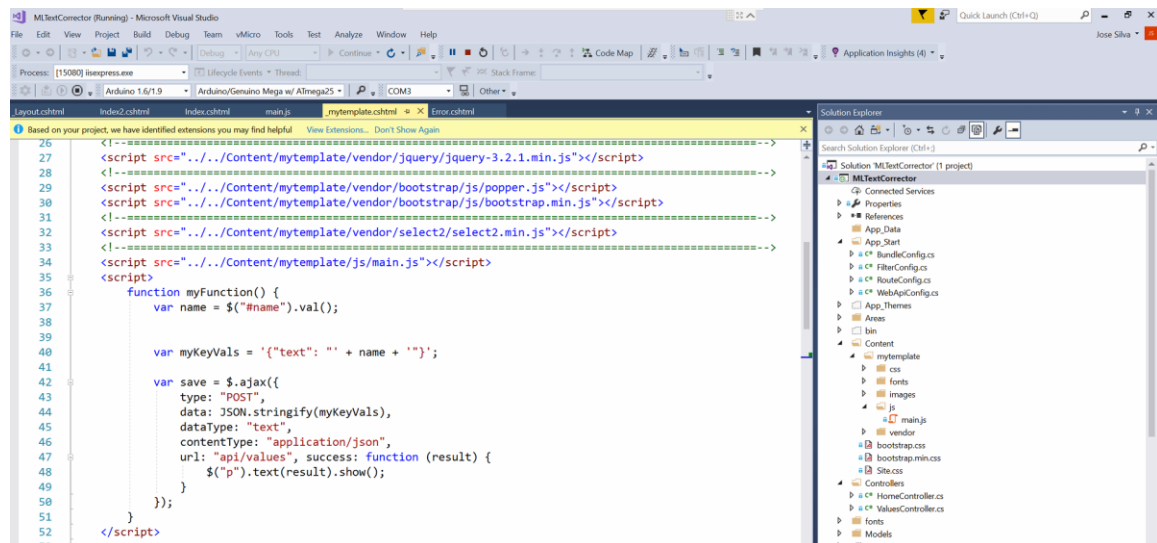 MLTextCorrector (Running) - Microsoft Visual Studio
Quick Launch (Ctrl+Q)
File Edit View Project Build Debug Team vMicro Tools Test Analyze Window Help
Jose Silva
Debug Any CPU Continue Code Map Application Insights (4)
Process: [15080] iisexpress.exe Lifecycle Events Thread: Stack Frame:
Arduino 1.6/1.9 Arduino/Genuino Mega w/ ATmega25 COM3 Other
_Layout.cshtml Index2.cshtml Index.cshtml main.js _mytemplate.cshtml Error.cshtml
Based on your project, we have identified extensions you may find helpful View Extensions... Don't Show Again
26 <!--===============================================================================================-->
27 <script src="../../Content/mytemplate/vendor/jquery/jquery-3.2.1.min.js"></script>
28 <!--===============================================================================================-->
29 <script src="../../Content/mytemplate/vendor/bootstrap/js/popper.js"></script>
30 <script src="../../Content/mytemplate/vendor/bootstrap/js/bootstrap.min.js"></script>
31 <!--===============================================================================================-->
32 <script src="../../Content/mytemplate/vendor/select2/select2.min.js"></script>
33 <!--===============================================================================================-->
34 <script src="../../Content/mytemplate/js/main.js"></script>
35 <script>
36 function myFunction() {
37 var name = $("#name").val();
38
39
40 var myKeyVals = '{"text": "' + name + '"}';
41
42 var save = $.ajax({
43 type: "POST",
44 data: JSON.stringify(myKeyVals),
45 dataType: "text",
46 contentType: "application/json",
47 url: "api/values", success: function (result) {
48 $("p").text(result).show();
49 }
50 });
51 }
52 </script>
Solution Explorer
Search Solution Explorer (Ctrl+;)
Solution 'MLTextCorrector' (1 project)
MLTextCorrector
Connected Services
Properties
References
App_Data
App_Start
C# BundleConfig.cs
C# FilterConfig.cs
C# RouteConfig.cs
C# WebApiConfig.cs
App_Themes
Areas
bin
Content
mytemplate
css
fonts
images
js
main.js
vendor
bootstrap.css
bootstrap.min.css
Site.css
Controllers
C# HomeController.cs
C# ValuesController.cs
fonts
Models